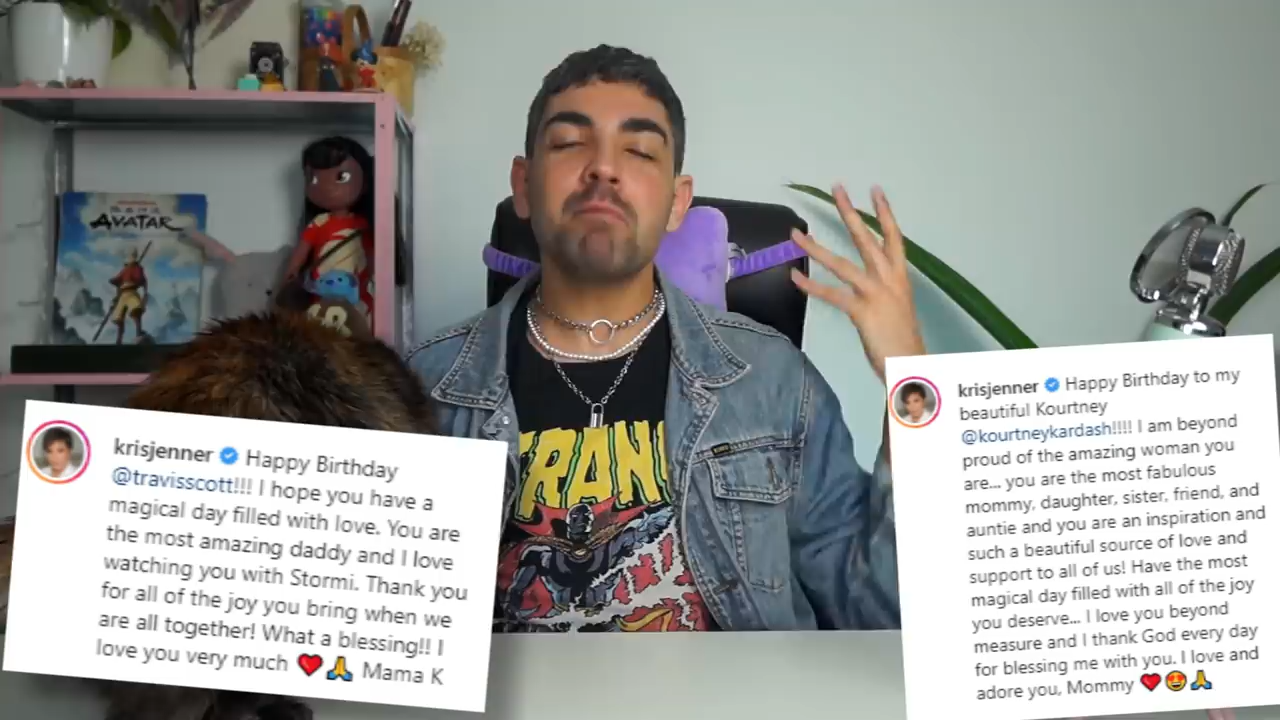 AVATAR
TRAN
krisjenner Happy Birthday
@travisscott!!! I hope you have a
magical day filled with love. You are
the most amazing daddy and I love
watching you with Stormi. Thank you
for all of the joy you bring when we
are all together! What a blessing!! I
love you very much ❤️🙏 Mama K
krisjenner Happy Birthday to my
beautiful Kourtney
@kourtneykardash!!!! I am beyond
proud of the amazing woman you
are... you are the most fabulous
mommy, daughter, sister, friend, and
auntie and you are an inspiration and
such a beautiful source of love and
support to all of us! Have the most
magical day filled with all of the joy
you deserve... I love you beyond
measure and I thank God every day
for blessing me with you. I love and
adore you, Mommy ❤️😍🙏